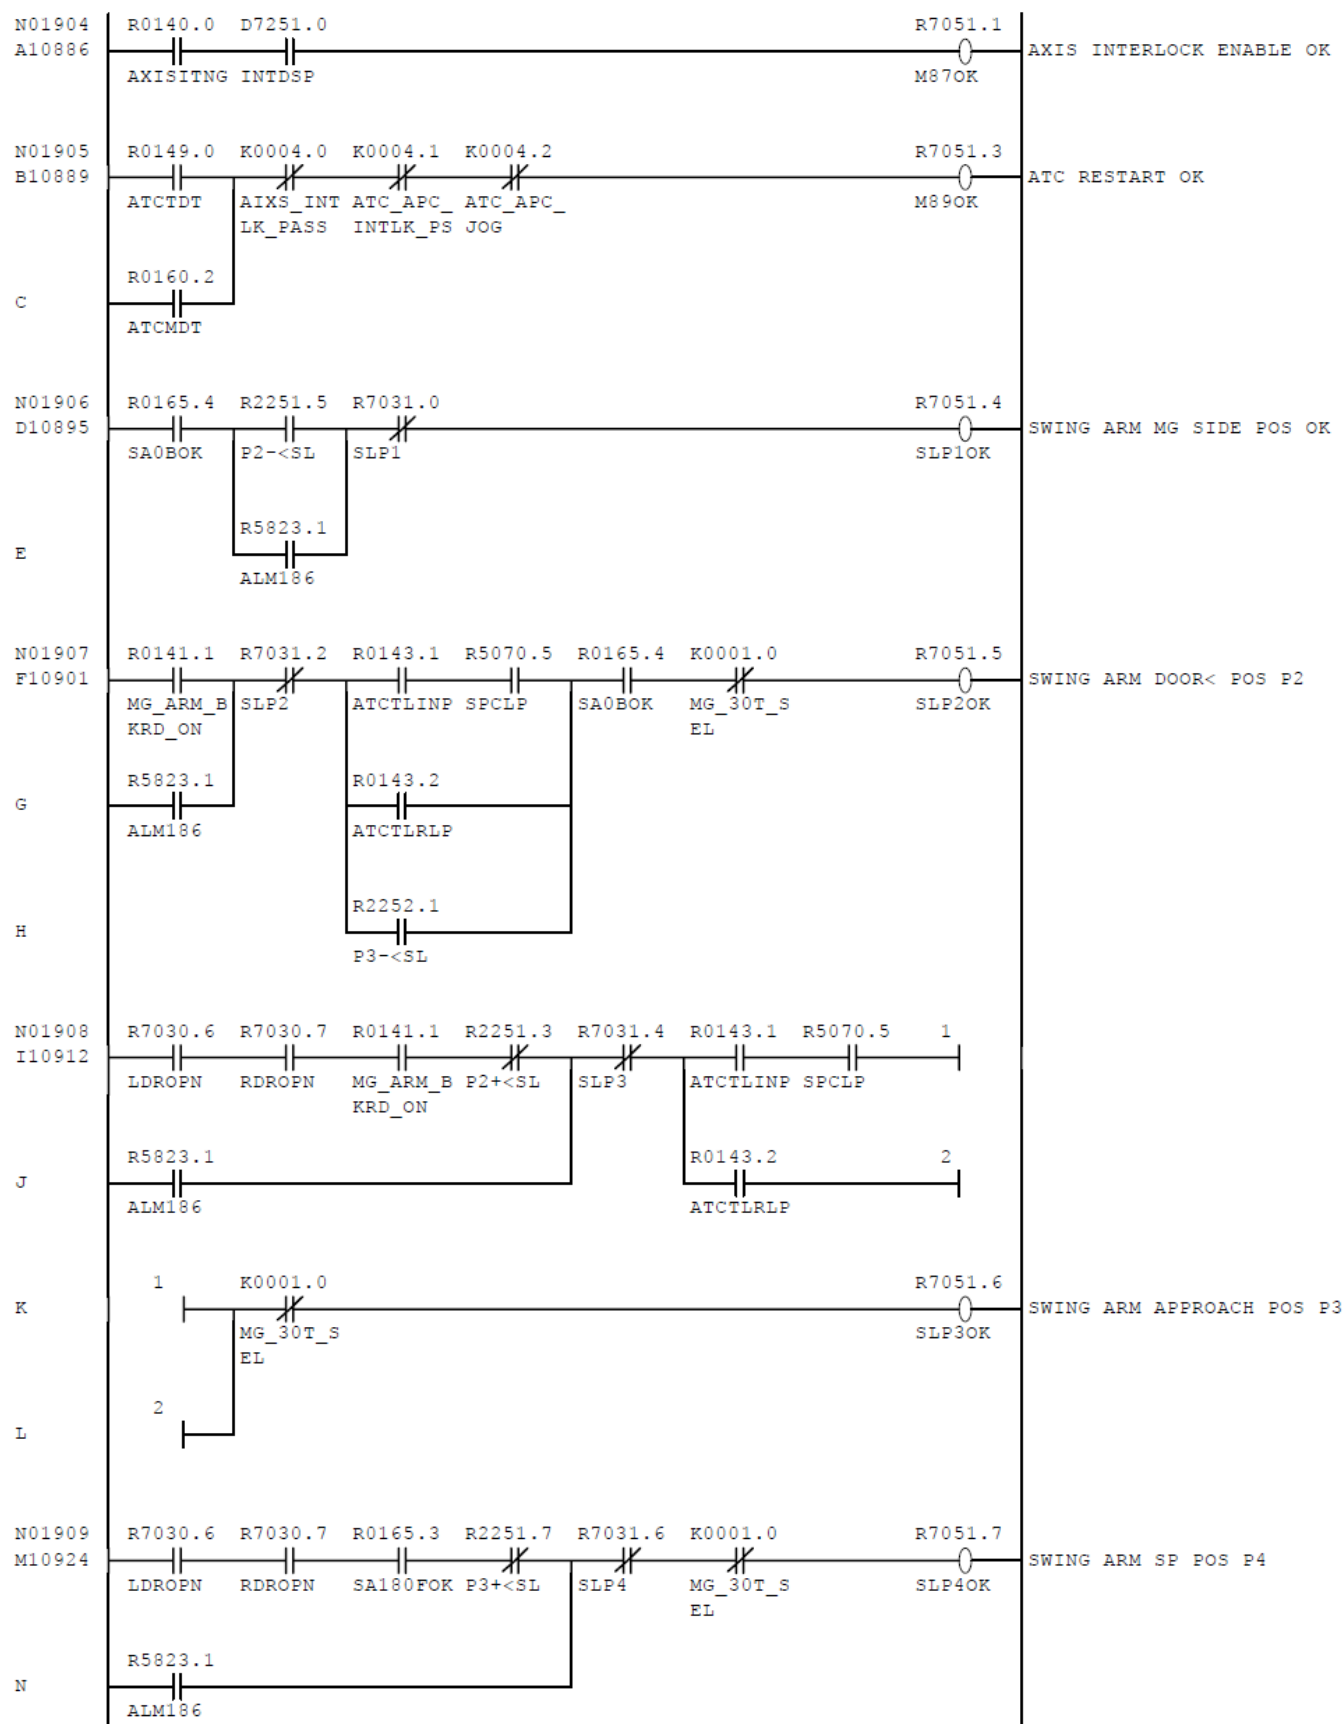 N01904 R0140.0 D7251.0 R7051.1
A10886 AXIS INTERLOCK ENABLE OK
AXISITNG INTDSP M87OK
N01905 R0149.0 K0004.0 K0004.1 K0004.2 R7051.3
B10889 ATC RESTART OK
ATCTDT AIXS_INT ATC_APC_ ATC_APC_ M89OK
LK_PASS INTLK_PS JOG
R0160.2
C
ATCMDT
N01906 R0165.4 R2251.5 R7031.0 R7051.4
D10895 SWING ARM MG SIDE POS OK
SA0BOK P2-<SL SLP1 SLP1OK
R5823.1
E
ALM186
N01907 R0141.1 R7031.2 R0143.1 R5070.5 R0165.4 K0001.0 R7051.5
F10901 SWING ARM DOOR< POS P2
MG_ARM_B SLP2 ATCTLINP SPCLP SA0BOK MG_30T_S SLP2OK
KRD_ON EL
R5823.1 R0143.2
G
ALM186 ATCTLRLP
R2252.1
H
P3-<SL
N01908 R7030.6 R7030.7 R0141.1 R2251.3 R7031.4 R0143.1 R5070.5 1
I10912
LDROPN RDROPN MG_ARM_B P2+<SL SLP3 ATCTLINP SPCLP
KRD_ON
R5823.1 R0143.2 2
J
ALM186 ATCTLRLP
1 K0001.0 R7051.6
K SWING ARM APPROACH POS P3
MG_30T_S SLP3OK
EL
2
L
N01909 R7030.6 R7030.7 R0165.3 R2251.7 R7031.6 K0001.0 R7051.7
M10924 SWING ARM SP POS P4
LDROPN RDROPN SA180FOK P3+<SL SLP4 MG_30T_S SLP4OK
EL
R5823.1
N
ALM186